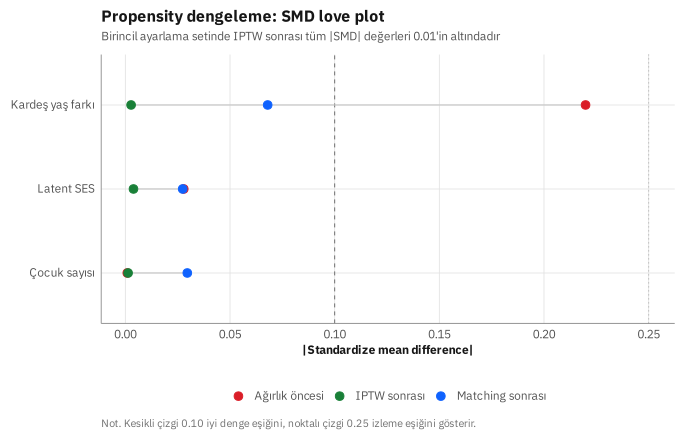 Propensity dengeleme: SMD love plot
Birincil ayarlama setinde IPTW sonrası tüm |SMD| değerleri 0.01'in altındadır
Kardeş yaş farkı
Latent SES
Çocuk sayısı
0.00 0.05 0.10 0.15 0.20 0.25
|Standardize mean difference|
Ağırlık öncesi IPTW sonrası Matching sonrası
Not. Kesikli çizgi 0.10 iyi denge eşiğini, noktalı çizgi 0.25 izleme eşiğini gösterir.